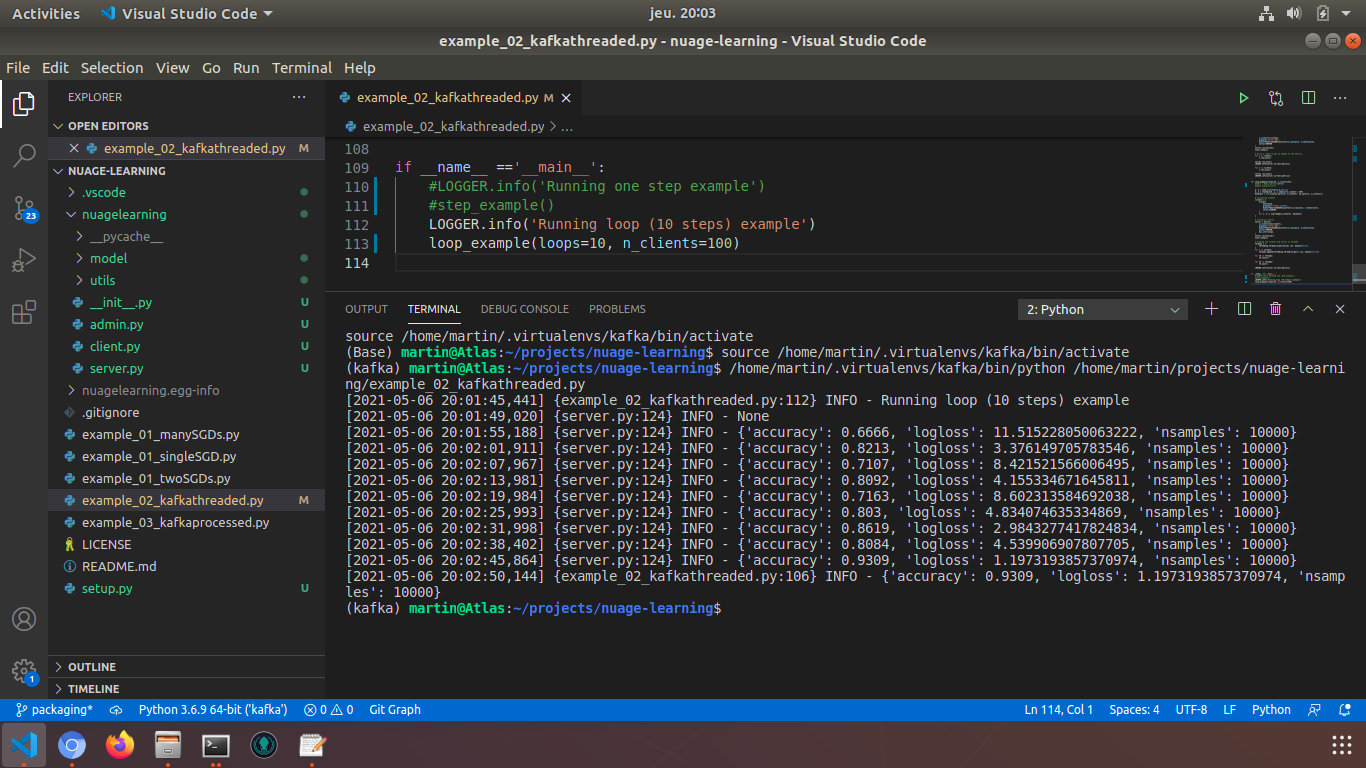 Activities
Visual Studio Code
jeu. 20:03
example_02_kafkathreaded.py - nuage-learning - Visual Studio Code
File Edit Selection View Go Run Terminal Help
EXPLORER
OPEN EDITORS
example_02_kafkathreaded.py M
NUAGE-LEARNING
.vscode
nuagelearning
__pycache__
model
utils
__init__.py U
admin.py U
client.py U
server.py U
nuagelearning.egg-info
.gitignore
example_01_manySGDs.py
example_01_singleSGD.py
example_01_twoSGDs.py
example_02_kafkathreaded.py M
example_03_kafkaprocessed.py
LICENSE
README.md
setup.py U
OUTLINE
TIMELINE
23
1
example_02_kafkathreaded.py M
example_02_kafkathreaded.py > ...
108
109 if __name__ =='__main__':
110 #LOGGER.info('Running one step example')
111 #step_example()
112 LOGGER.info('Running loop (10 steps) example')
113 loop_example(loops=10, n_clients=100)
114
OUTPUT TERMINAL DEBUG CONSOLE PROBLEMS
2: Python
source /home/martin/.virtualenvs/kafka/bin/activate
(Base) martin@Atlas:~/projects/nuage-learning$ source /home/martin/.virtualenvs/kafka/bin/activate
(kafka) martin@Atlas:~/projects/nuage-learning$ /home/martin/.virtualenvs/kafka/bin/python /home/martin/projects/nuage-learni
ng/example_02_kafkathreaded.py
[2021-05-06 20:01:45,441] {example_02_kafkathreaded.py:112} INFO - Running loop (10 steps) example
[2021-05-06 20:01:49,020] {server.py:124} INFO - None
[2021-05-06 20:01:55,188] {server.py:124} INFO - {'accuracy': 0.6666, 'logloss': 11.515228050063222, 'nsamples': 10000}
[2021-05-06 20:02:01,911] {server.py:124} INFO - {'accuracy': 0.8213, 'logloss': 3.376149705783546, 'nsamples': 10000}
[2021-05-06 20:02:07,967] {server.py:124} INFO - {'accuracy': 0.7107, 'logloss': 8.421521566006495, 'nsamples': 10000}
[2021-05-06 20:02:13,981] {server.py:124} INFO - {'accuracy': 0.8092, 'logloss': 4.155334671645811, 'nsamples': 10000}
[2021-05-06 20:02:19,984] {server.py:124} INFO - {'accuracy': 0.7163, 'logloss': 8.602313584692038, 'nsamples': 10000}
[2021-05-06 20:02:25,993] {server.py:124} INFO - {'accuracy': 0.803, 'logloss': 4.834074635334869, 'nsamples': 10000}
[2021-05-06 20:02:31,998] {server.py:124} INFO - {'accuracy': 0.8619, 'logloss': 2.9843277417824834, 'nsamples': 10000}
[2021-05-06 20:02:38,402] {server.py:124} INFO - {'accuracy': 0.8084, 'logloss': 4.539906907807705, 'nsamples': 10000}
[2021-05-06 20:02:45,864] {server.py:124} INFO - {'accuracy': 0.9309, 'logloss': 1.1973193857370974, 'nsamples': 10000}
[2021-05-06 20:02:50,144] {example_02_kafkathreaded.py:106} INFO - {'accuracy': 0.9309, 'logloss': 1.1973193857370974, 'nsamp
les': 10000}
(kafka) martin@Atlas:~/projects/nuage-learning$
packaging* Python 3.6.9 64-bit ('kafka') 0 0 Git Graph Ln 114, Col 1 Spaces: 4 UTF-8 LF Python